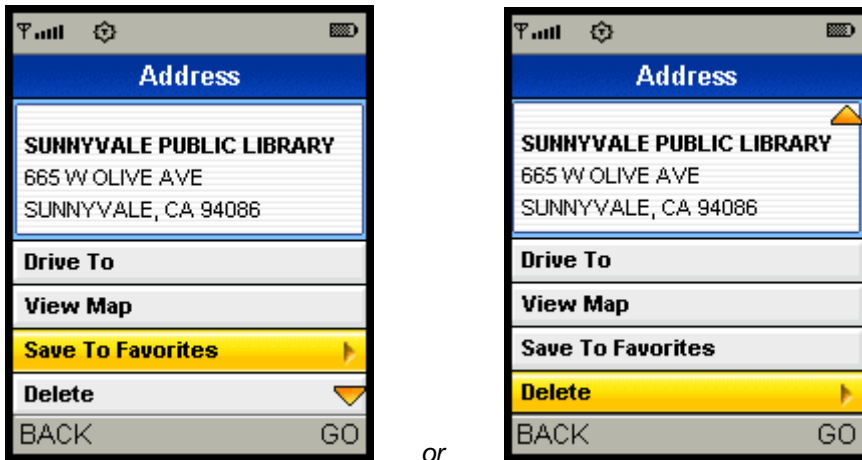 Address
SUNNYVALE PUBLIC LIBRARY
665 W OLIVE AVE
SUNNYVALE, CA 94086
Drive To
View Map
Save To Favorites
Delete
BACK GO
or
Address
SUNNYVALE PUBLIC LIBRARY
665 W OLIVE AVE
SUNNYVALE, CA 94086
Drive To
View Map
Save To Favorites
Delete
BACK GO